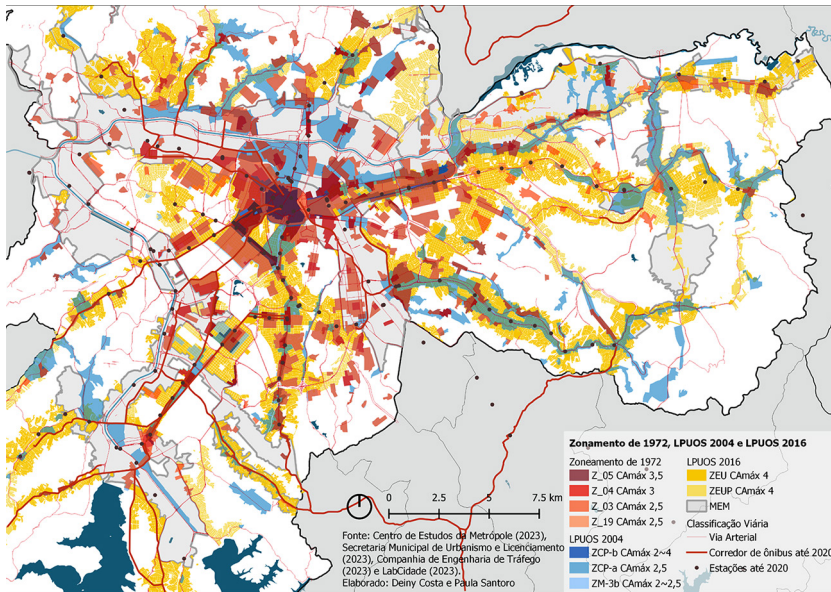 Zonamento de 1972, LPUOS 2004 e LPUOS 2016
Zoneamento de 1972
Z_05 CAmáx 3,5
Z_04 CAmáx 3
Z_03 CAmáx 2,5
Z_19 CAmáx 2,5
LPUOS 2004
ZCP-b CAmáx 2~4
ZCP-a CAmáx 2,5
ZM-3b CAmáx 2~2,5
LPUOS 2016
ZEU CAmáx 4
ZEUP CAmáx 4
MEM
Classificação Viária
Via Arterial
Corredor de ônibus até 2020
Estações até 2020
0 2.5 5 7.5 km
Fonte: Centro de Estudos da Metrópole (2023),
Secretaria Municipal de Urbanismo e Licenciamento
(2023), Companhia de Engenharia de Tráfego
(2023) e LabCidade (2023).
Elaborado: Deiny Costa e Paula Santoro